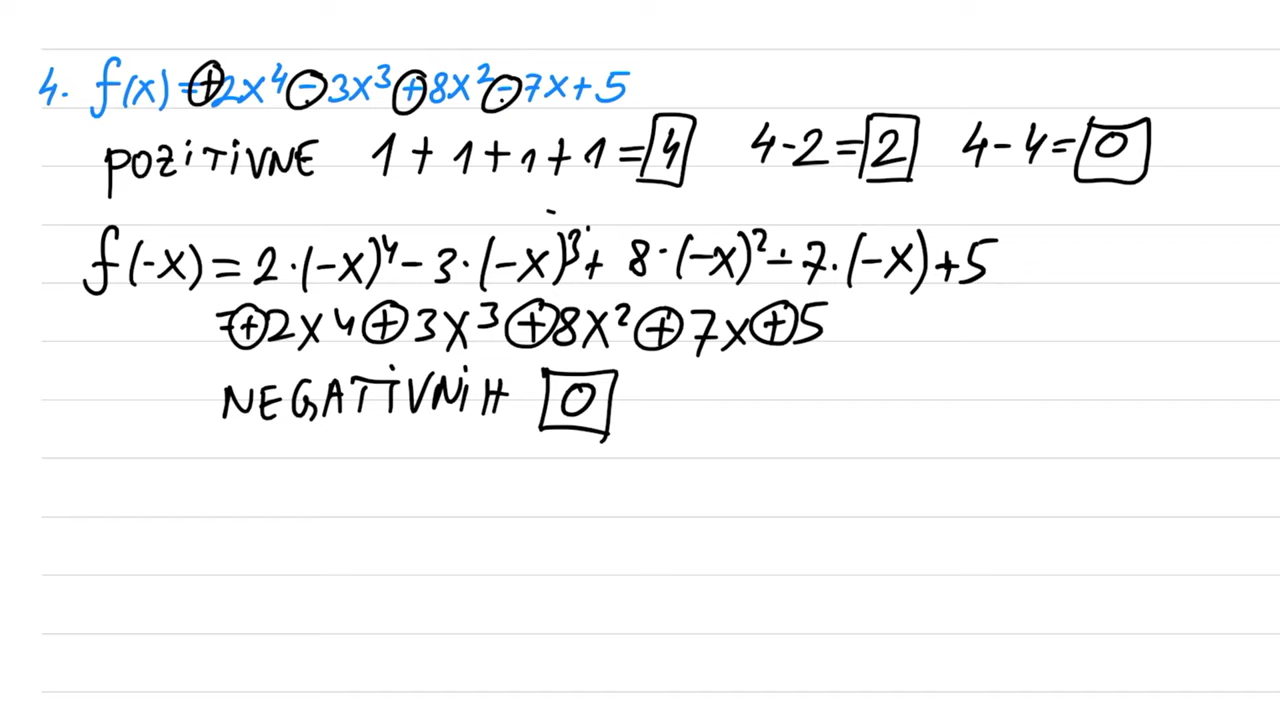 4. f(x) = +2x⁴ - 3x³ + 8x² - 7x + 5
POZITIVNE 1 + 1 + 1 + 1 = 4 4 - 2 = 2 4 - 4 = 0
f(-x) = 2·(-x)⁴ - 3·(-x)³ + 8·(-x)² - 7·(-x) + 5
+2x⁴ + 3x³ + 8x² + 7x + 5
NEGATIVNIH 0